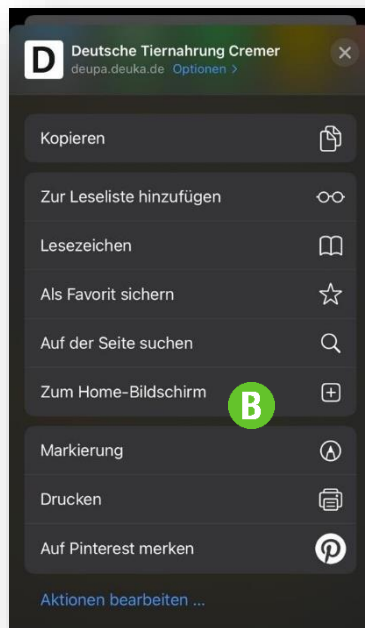 D
Deutsche Tiernahrung Cremer
deupa.deuka.de Optionen >
Kopieren
Zur Leseliste hinzufügen
Lesezeichen
Als Favorit sichern
Auf der Seite suchen
Zum Home-Bildschirm
B
Markierung
Drucken
Auf Pinterest merken
Aktionen bearbeiten ...